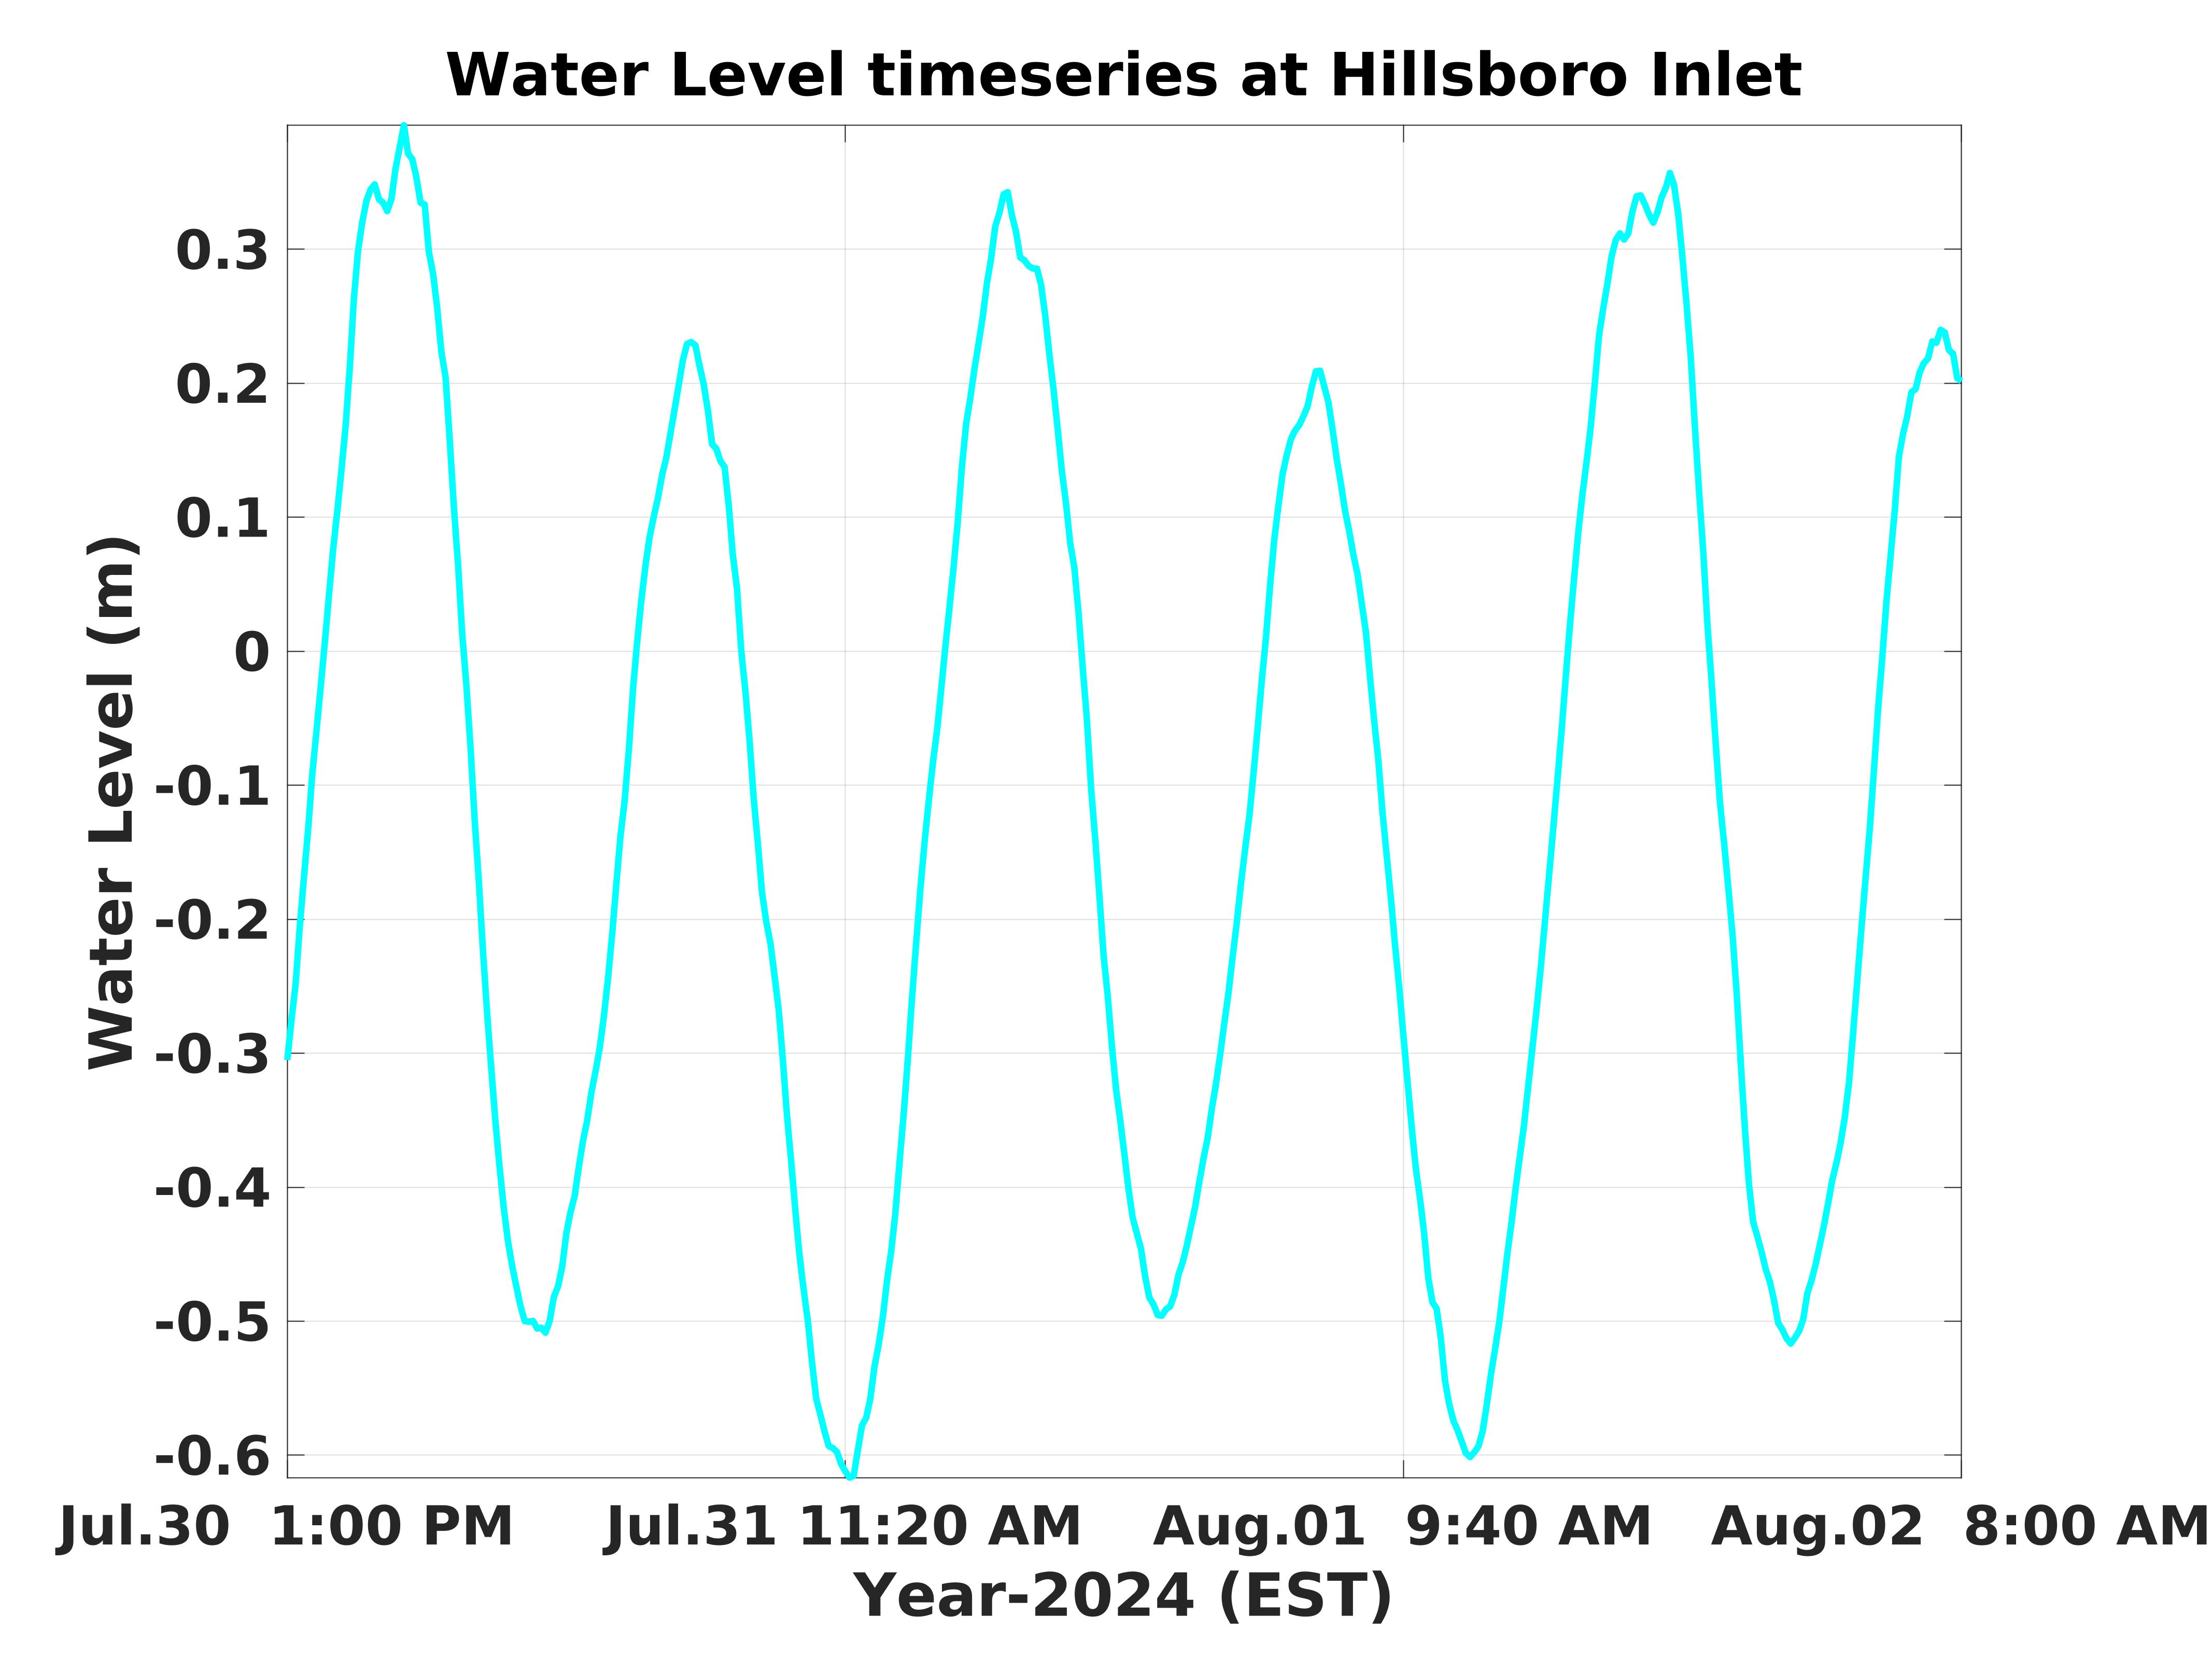 Water Level timeseries at Hillsboro Inlet
Water Level (m)
0.3
0.2
0.1
0
-0.1
-0.2
-0.3
-0.4
-0.5
-0.6
Jul.30  1:00 PM
Jul.31 11:20 AM
Aug.01  9:40 AM
Aug.02  8:00 AM
Year-2024 (EST)